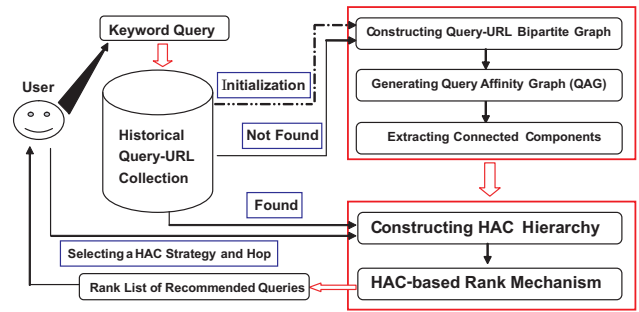 Keyword Query
User
Historical
Query-URL
Collection
Initialization
Not Found
Found
Selecting a HAC Strategy and Hop
Rank List of Recommended Queries
Constructing Query-URL Bipartite Graph
Generating Query Affinity Graph (QAG)
Extracting Connected Components
Constructing HAC Hierarchy
HAC-based Rank Mechanism